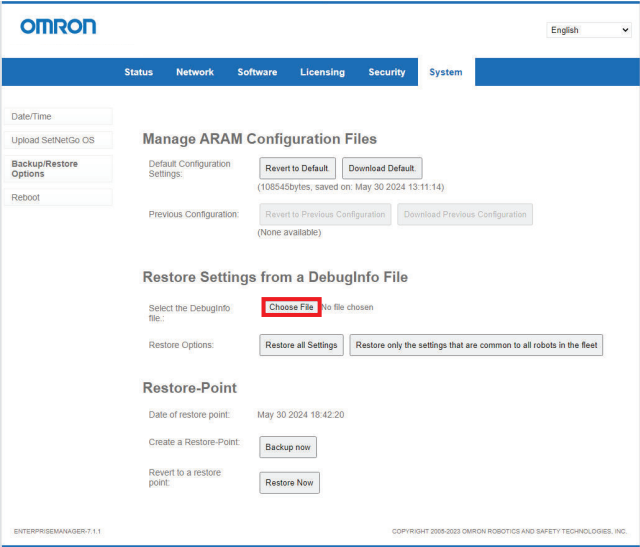 OMRON
English
Status Network Software Licensing Security System
Date/Time
Upload SetNetGo OS
Backup/Restore
Options
Reboot
Manage ARAM Configuration Files
Default Configuration
Settings:
Revert to Default. Download Default.
(108545bytes, saved on: May 30 2024 13:11:14)
Previous Configuration:
Revert to Previous Configuration Download Previous Configuration
(None available)
Restore Settings from a DebugInfo File
Select the DebugInfo
file.:
Choose File No file chosen
Restore Options:
Restore all Settings Restore only the settings that are common to all robots in the fleet
Restore-Point
Date of restore point: May 30 2024 18:42:20
Create a Restore-Point: Backup now
Revert to a restore
point:
Restore Now
ENTERPRISEMANAGER-7.1.1 COPYRIGHT 2005-2023 OMRON ROBOTICS AND SAFETY TECHNOLOGIES, INC.